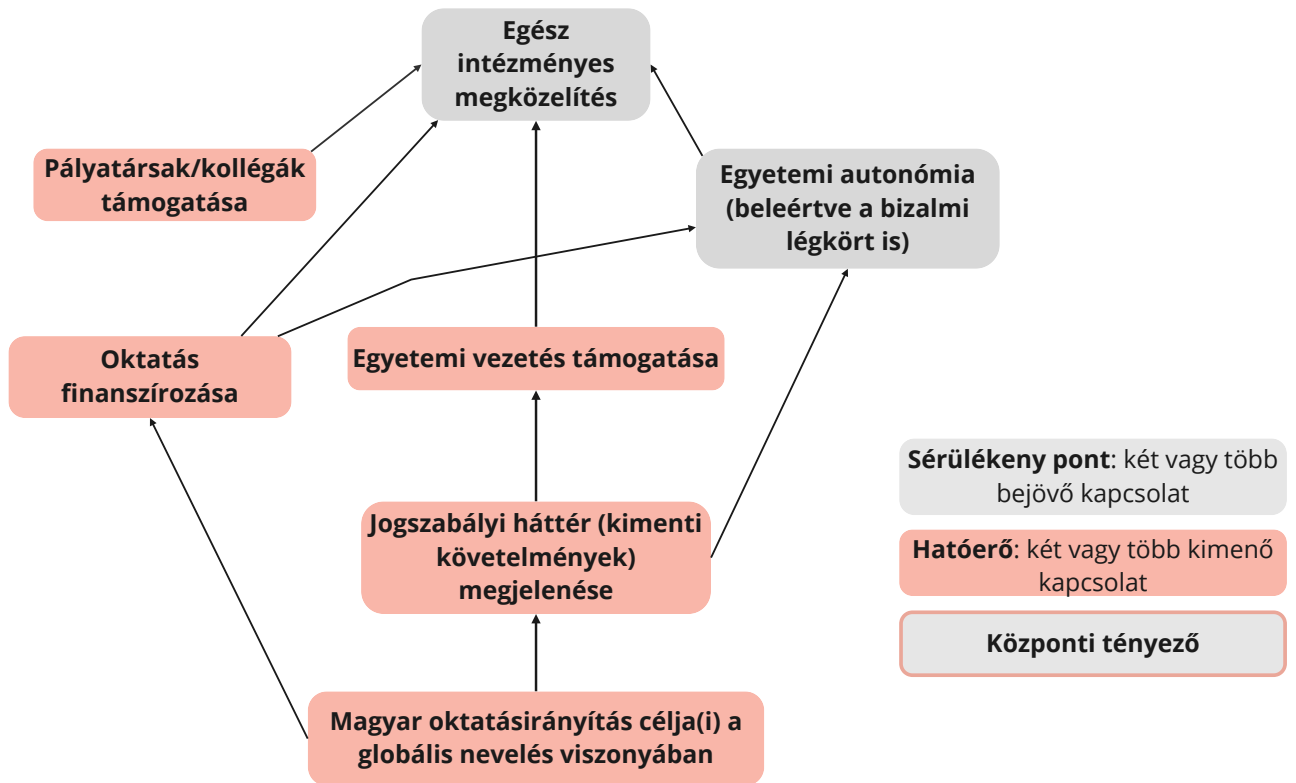 Egész
intézményes
megközelítés
Pályatársak/kollégák
támogatása
Egyetemi autonómia
(beleértve a bizalmi
légkört is)
Oktatás
finanszírozása
Egyetemi vezetés támogatása
Jogszabályi háttér (kimenti
követelmények)
megjelenése
Magyar oktatásirányítás célja(i) a
globális nevelés viszonyában
Sérülékeny pont: két vagy több
bejövő kapcsolat
Hatóerő: két vagy több kimenő
kapcsolat
Központi tényező